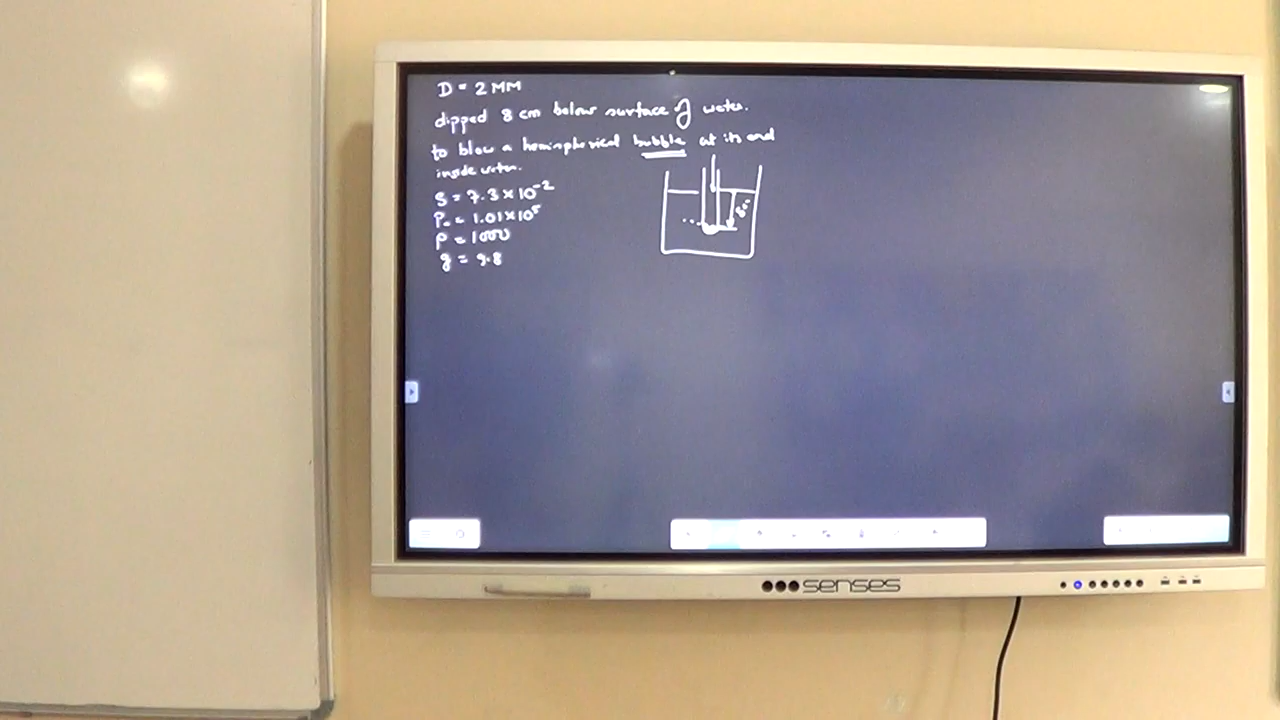 D = 2 MM
dipped 8 cm below surface of water.
to blow a hemispherical bubble at its end
inside water.
S = 7.3 × 10⁻²
P₀ = 1.01 × 10⁵
ρ = 1000
g = 9.8
senses